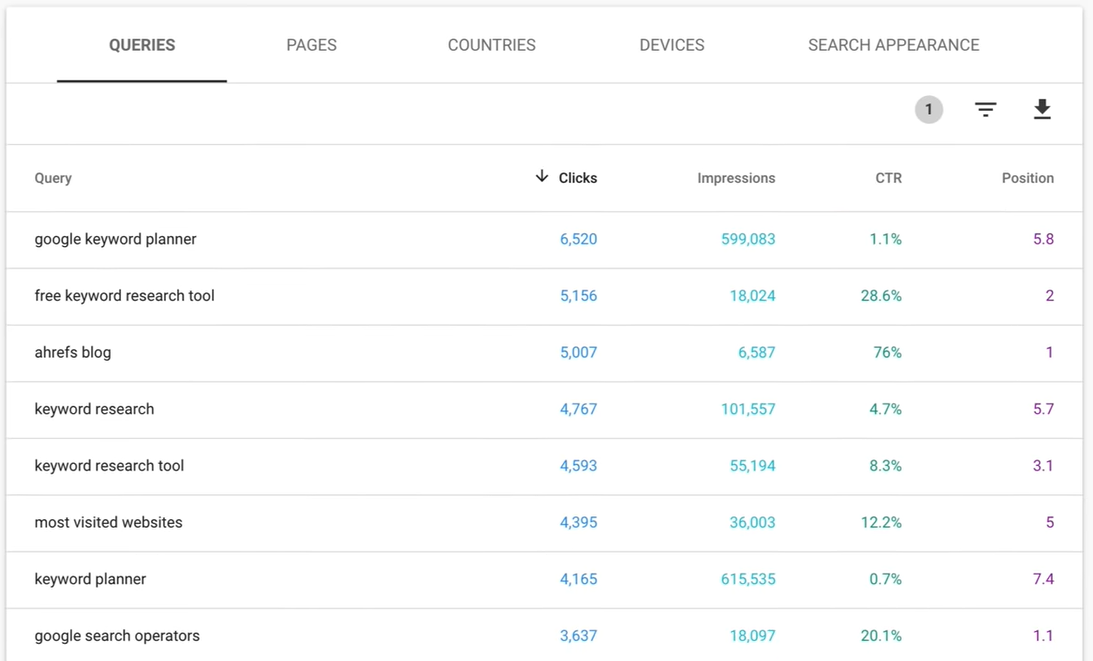 QUERIES PAGES COUNTRIES DEVICES SEARCH APPEARANCE
1
Query Clicks Impressions CTR Position
google keyword planner 6,520 599,083 1.1% 5.8
free keyword research tool 5,156 18,024 28.6% 2
ahrefs blog 5,007 6,587 76% 1
keyword research 4,767 101,557 4.7% 5.7
keyword research tool 4,593 55,194 8.3% 3.1
most visited websites 4,395 36,003 12.2% 5
keyword planner 4,165 615,535 0.7% 7.4
google search operators 3,637 18,097 20.1% 1.1